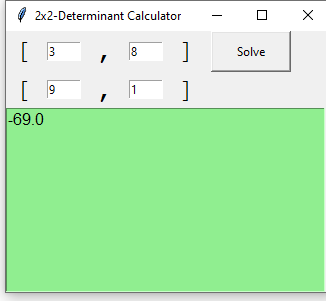 2x2-Determinant Calculator
[ 3 , 8 ] Solve
[ 9 , 1 ]
-69.0